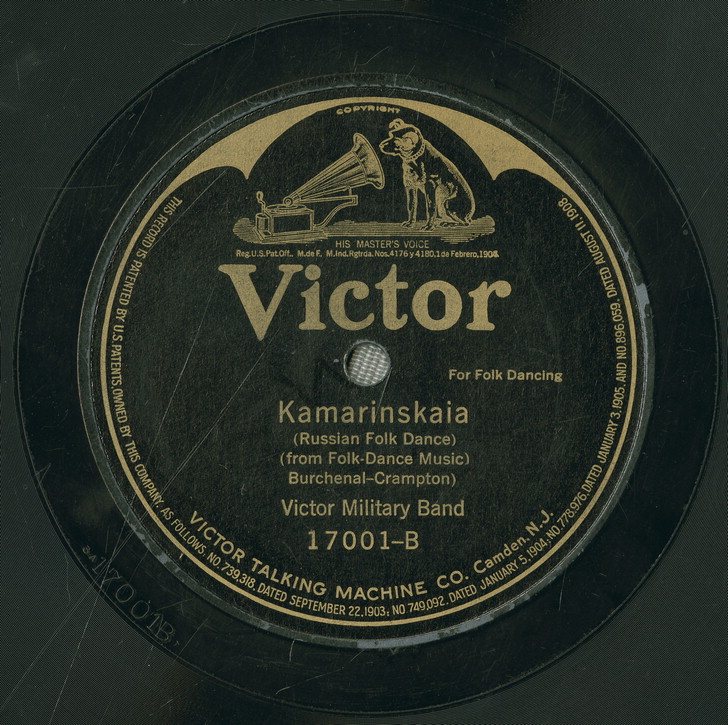 COPYRIGHT
HIS MASTER'S VOICE
Reg.U.S.Pat.Off. M.de F. M.Ind.Rgtrda.Nos.4176 y 4180,1 de Febrero,1904
Victor
For Folk Dancing
Kamarinskaia
(Russian Folk Dance)
(from Folk-Dance Music)
Burchenal-Crampton)
Victor Military Band
17001-B
VICTOR TALKING MACHINE CO. Camden, N.J.
THIS RECORD IS PATENTED BY U.S. PATENTS, OWNED BY THIS COMPANY, AS FOLLOWS, NO. 739,318, DATED SEPTEMBER 22, 1903; NO 749,092. DATED JANUARY 5, 1904, NO, 778,976, DATED JANUARY 3, 1905, AND NO. 896,059. DATED AUGUST 11, 1908
17001B